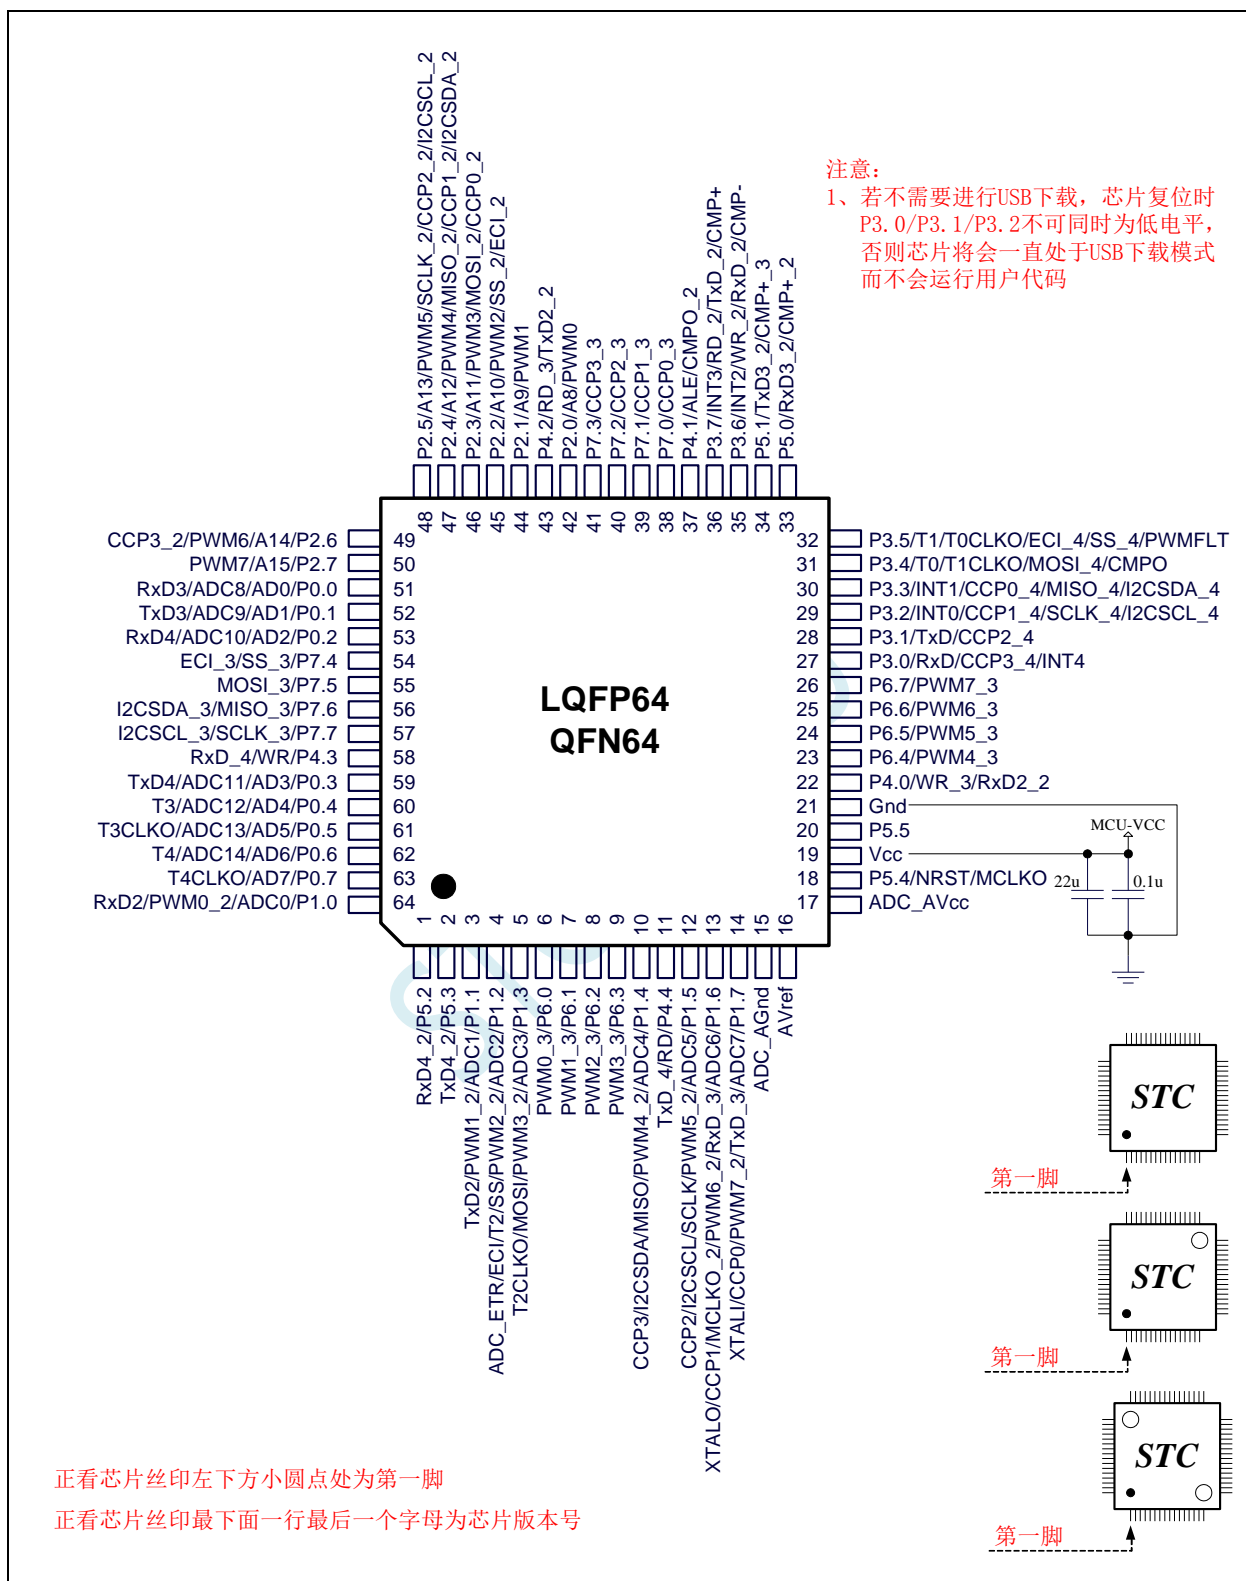 P2.5/A13/PWM5/SCLK_2/CCP2_2/I2CSCL_2
P2.4/A12/PWM4/MISO_2/CCP1_2/I2CSDA_2
P2.3/A11/PWM3/MOSI_2/CCP0_2
P2.2/A10/PWM2/SS_2/ECI_2
P2.1/A9/PWM1
P4.2/RD_3/TxD2_2
P2.0/A8/PWM0
P7.3/CCP3_3
P7.2/CCP2_3
P7.1/CCP1_3
P7.0/CCP0_3
P4.1/ALE/CMPO_2
P3.7/INT3/RD_2/TxD_2/CMP+
P3.6/INT2/WR_2/RxD_2/CMP-
P5.1/TxD3_2/CMP+_3
P5.0/RxD3_2/CMP+_2
注意：
1、若不需要进行USB下载，芯片复位时
P3.0/P3.1/P3.2不可同时为低电平，
否则芯片将会一直处于USB下载模式
而不会运行用户代码
48 47 46 45 44 43 42 41 40 39 38 37 36 35 34 33
CCP3_2/PWM6/A14/P2.6 49
PWM7/A15/P2.7 50
RxD3/ADC8/AD0/P0.0 51
TxD3/ADC9/AD1/P0.1 52
RxD4/ADC10/AD2/P0.2 53
ECI_3/SS_3/P7.4 54
MOSI_3/P7.5 55
I2CSDA_3/MISO_3/P7.6 56
I2CSCL_3/SCLK_3/P7.7 57
RxD_4/WR/P4.3 58
TxD4/ADC11/AD3/P0.3 59
T3/ADC12/AD4/P0.4 60
T3CLKO/ADC13/AD5/P0.5 61
T4/ADC14/AD6/P0.6 62
T4CLKO/AD7/P0.7 63
RxD2/PWM0_2/ADC0/P1.0 64
LQFP64
QFN64
32 P3.5/T1/T0CLKO/ECI_4/SS_4/PWMFLT
31 P3.4/T0/T1CLKO/MOSI_4/CMPO
30 P3.3/INT1/CCP0_4/MISO_4/I2CSDA_4
29 P3.2/INT0/CCP1_4/SCLK_4/I2CSCL_4
28 P3.1/TxD/CCP2_4
27 P3.0/RxD/CCP3_4/INT4
26 P6.7/PWM7_3
25 P6.6/PWM6_3
24 P6.5/PWM5_3
23 P6.4/PWM4_3
22 P4.0/WR_3/RxD2_2
21 Gnd
20 P5.5
19 Vcc
18 P5.4/NRST/MCLKO
17 ADC_AVcc
MCU-VCC
22u
0.1u
1 2 3 4 5 6 7 8 9 10 11 12 13 14 15 16
RxD4_2/P5.2
TxD4_2/P5.3
TxD2/PWM1_2/ADC1/P1.1
ADC_ETR/ECI/T2/SS/PWM2_2/ADC2/P1.2
T2CLKO/MOSI/PWM3_2/ADC3/P1.3
PWM0_3/P6.0
PWM1_3/P6.1
PWM2_3/P6.2
PWM3_3/P6.3
CCP3/I2CSDA/MISO/PWM4_2/ADC4/P1.4
TxD_4/RD/P4.4
CCP2/I2CSCL/SCLK/PWM5_2/ADC5/P1.5
XTALO/CCP1/MCLKO_2/PWM6_2/RxD_3/ADC6/P1.6
XTALI/CCP0/PWM7_2/TxD_3/ADC7/P1.7
ADC_AGnd
AVref
STC
第一脚
STC
第一脚
STC
第一脚
正看芯片丝印左下方小圆点处为第一脚
正看芯片丝印最下面一行最后一个字母为芯片版本号